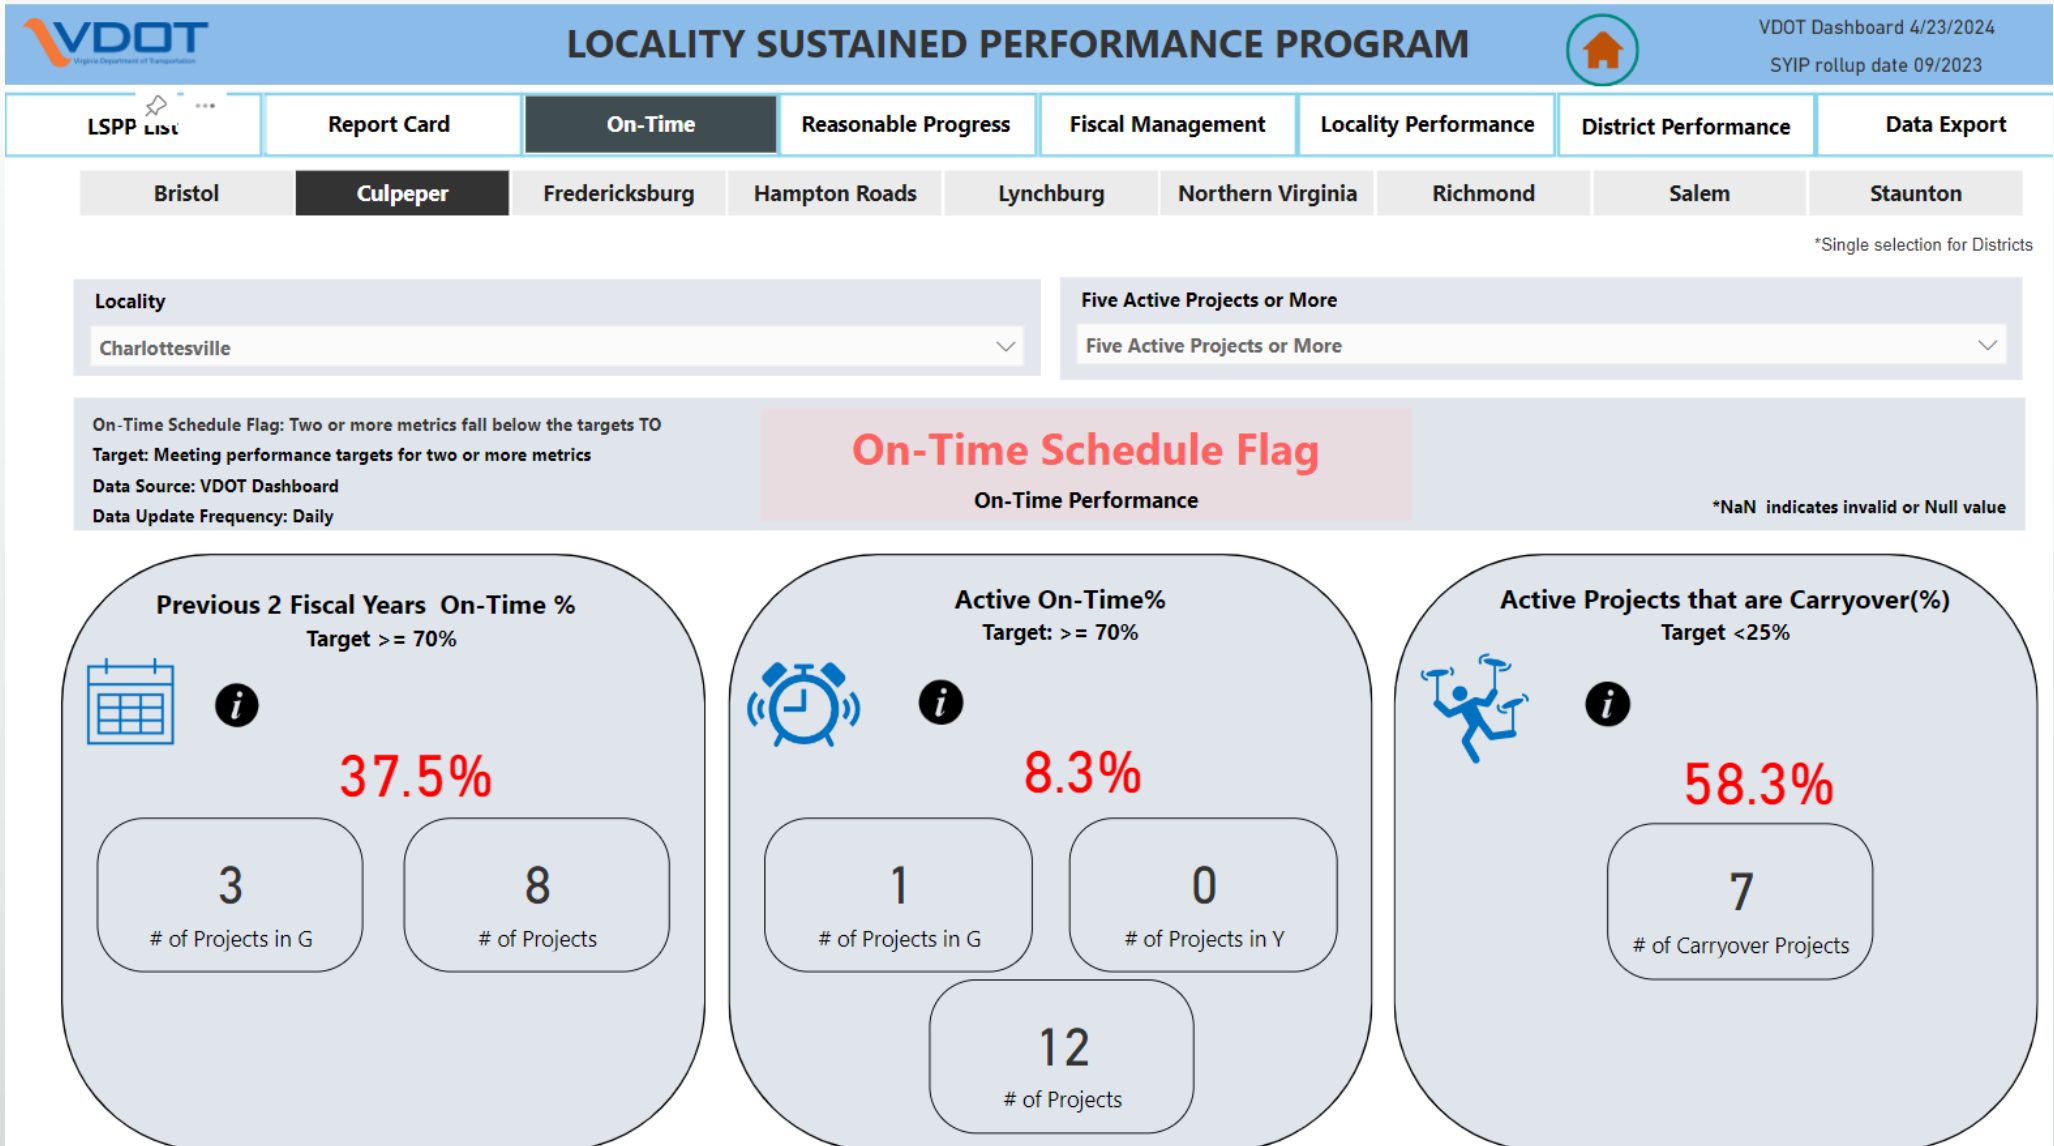 VDOT
Virginia Department of Transportation
LOCALITY SUSTAINED PERFORMANCE PROGRAM
VDOT Dashboard 4/23/2024
SYIP rollup date 09/2023
LSPP List
Report Card
On-Time
Reasonable Progress
Fiscal Management
Locality Performance
District Performance
Data Export
Bristol
Culpeper
Fredericksburg
Hampton Roads
Lynchburg
Northern Virginia
Richmond
Salem
Staunton
*Single selection for Districts
Locality
Charlottesville
Five Active Projects or More
Five Active Projects or More
On-Time Schedule Flag: Two or more metrics fall below the targets TO
Target: Meeting performance targets for two or more metrics
Data Source: VDOT Dashboard
Data Update Frequency: Daily
On-Time Schedule Flag
On-Time Performance
*NaN indicates invalid or Null value
Previous 2 Fiscal Years On-Time %
Target >= 70%
i
37.5%
3
# of Projects in G
8
# of Projects
Active On-Time%
Target: >= 70%
i
8.3%
1
# of Projects in G
0
# of Projects in Y
12
# of Projects
Active Projects that are Carryover(%)
Target <25%
i
58.3%
7
# of Carryover Projects